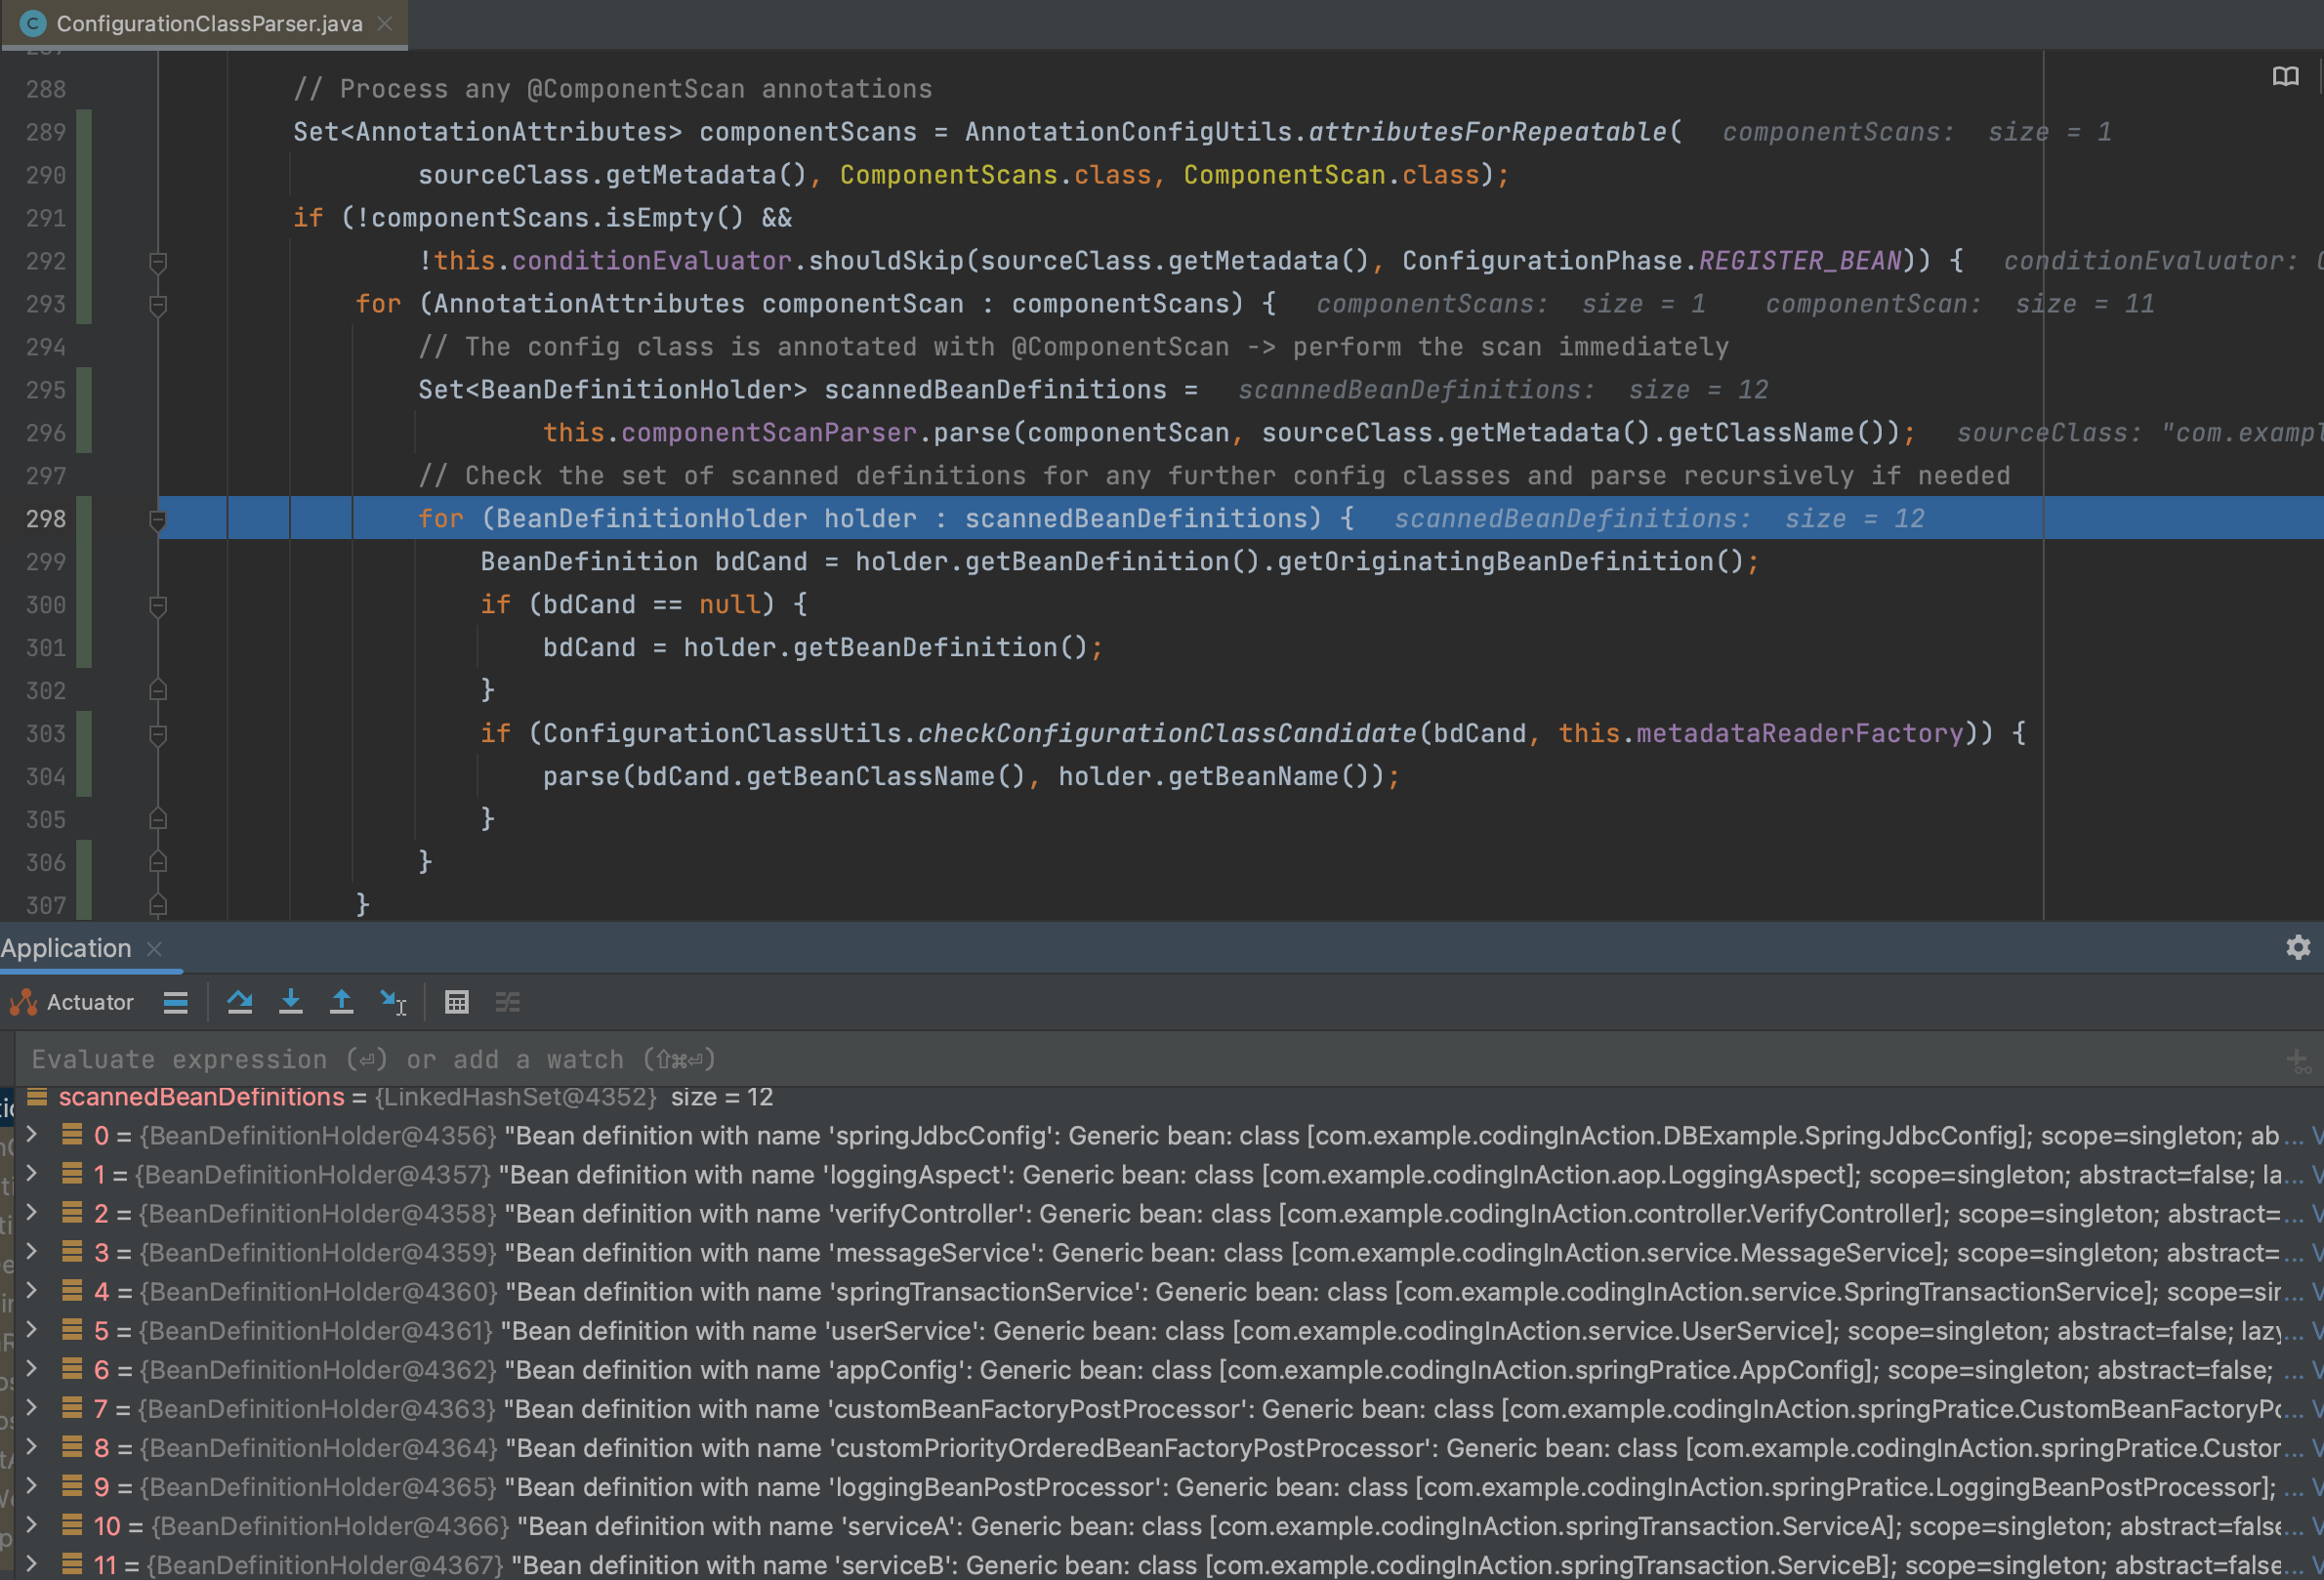 ConfigurationClassParser.java
288 // Process any @ComponentScan annotations
289 Set<AnnotationAttributes> componentScans = AnnotationConfigUtils.attributesForRepeatable( componentScans: size = 1
290 sourceClass.getMetadata(), ComponentScans.class, ComponentScan.class);
291 if (!componentScans.isEmpty() &&
292 !this.conditionEvaluator.shouldSkip(sourceClass.getMetadata(), ConfigurationPhase.REGISTER_BEAN)) { conditionEvaluator:
293 for (AnnotationAttributes componentScan : componentScans) { componentScans: size = 1 componentScan: size = 11
294 // The config class is annotated with @ComponentScan -> perform the scan immediately
295 Set<BeanDefinitionHolder> scannedBeanDefinitions = scannedBeanDefinitions: size = 12
296 this.componentScanParser.parse(componentScan, sourceClass.getMetadata().getClassName()); sourceClass: "com.exampl
297 // Check the set of scanned definitions for any further config classes and parse recursively if needed
298 for (BeanDefinitionHolder holder : scannedBeanDefinitions) { scannedBeanDefinitions: size = 12
299 BeanDefinition bdCand = holder.getBeanDefinition().getOriginatingBeanDefinition();
300 if (bdCand == null) {
301 bdCand = holder.getBeanDefinition();
302 }
303 if (ConfigurationClassUtils.checkConfigurationClassCandidate(bdCand, this.metadataReaderFactory)) {
304 parse(bdCand.getBeanClassName(), holder.getBeanName());
305 }
306 }
307 }
Application
Actuator
Evaluate expression (⏎) or add a watch (⇧⌘⏎)
scannedBeanDefinitions = {LinkedHashSet@4352} size = 12
0 = {BeanDefinitionHolder@4356} "Bean definition with name 'springJdbcConfig': Generic bean: class [com.example.codingInAction.DBExample.SpringJdbcConfig]; scope=singleton; ab...
1 = {BeanDefinitionHolder@4357} "Bean definition with name 'loggingAspect': Generic bean: class [com.example.codingInAction.aop.LoggingAspect]; scope=singleton; abstract=false; la...
2 = {BeanDefinitionHolder@4358} "Bean definition with name 'verifyController': Generic bean: class [com.example.codingInAction.controller.VerifyController]; scope=singleton; abstract=...
3 = {BeanDefinitionHolder@4359} "Bean definition with name 'messageService': Generic bean: class [com.example.codingInAction.service.MessageService]; scope=singleton; abstract=...
4 = {BeanDefinitionHolder@4360} "Bean definition with name 'springTransactionService': Generic bean: class [com.example.codingInAction.service.SpringTransactionService]; scope=sin...
5 = {BeanDefinitionHolder@4361} "Bean definition with name 'userService': Generic bean: class [com.example.codingInAction.service.UserService]; scope=singleton; abstract=false; lazy...
6 = {BeanDefinitionHolder@4362} "Bean definition with name 'appConfig': Generic bean: class [com.example.codingInAction.springPratice.AppConfig]; scope=singleton; abstract=false; ...
7 = {BeanDefinitionHolder@4363} "Bean definition with name 'customBeanFactoryPostProcessor': Generic bean: class [com.example.codingInAction.springPratice.CustomBeanFactoryPo...
8 = {BeanDefinitionHolder@4364} "Bean definition with name 'customPriorityOrderedBeanFactoryPostProcessor': Generic bean: class [com.example.codingInAction.springPratice.Custom...
9 = {BeanDefinitionHolder@4365} "Bean definition with name 'loggingBeanPostProcessor': Generic bean: class [com.example.codingInAction.springPratice.LoggingBeanPostProcessor]; ...
10 = {BeanDefinitionHolder@4366} "Bean definition with name 'serviceA': Generic bean: class [com.example.codingInAction.springTransaction.ServiceA]; scope=singleton; abstract=false...
11 = {BeanDefinitionHolder@4367} "Bean definition with name 'serviceB': Generic bean: class [com.example.codingInAction.springTransaction.ServiceB]; scope=singleton; abstract=false...